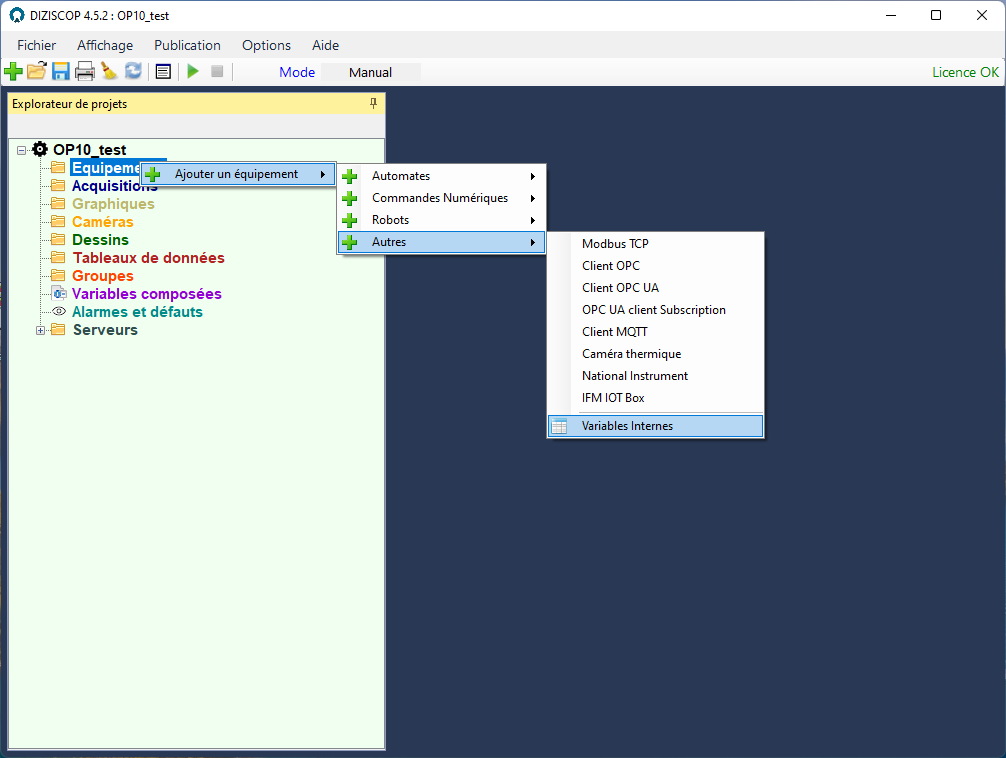 DIZISCOP 4.5.2 : OP10_test
Fichier Affichage Publication Options Aide
Mode Manual Licence OK
Explorateur de projets
OP10_test
Equipeme
Ajouter un équipement
Acquisitions
Graphiques
Caméras
Dessins
Tableaux de données
Groupes
Variables composées
Alarmes et défauts
Serveurs
Automates
Commandes Numériques
Robots
Autres
Modbus TCP
Client OPC
Client OPC UA
OPC UA client Subscription
Client MQTT
Caméra thermique
National Instrument
IFM IOT Box
Variables Internes